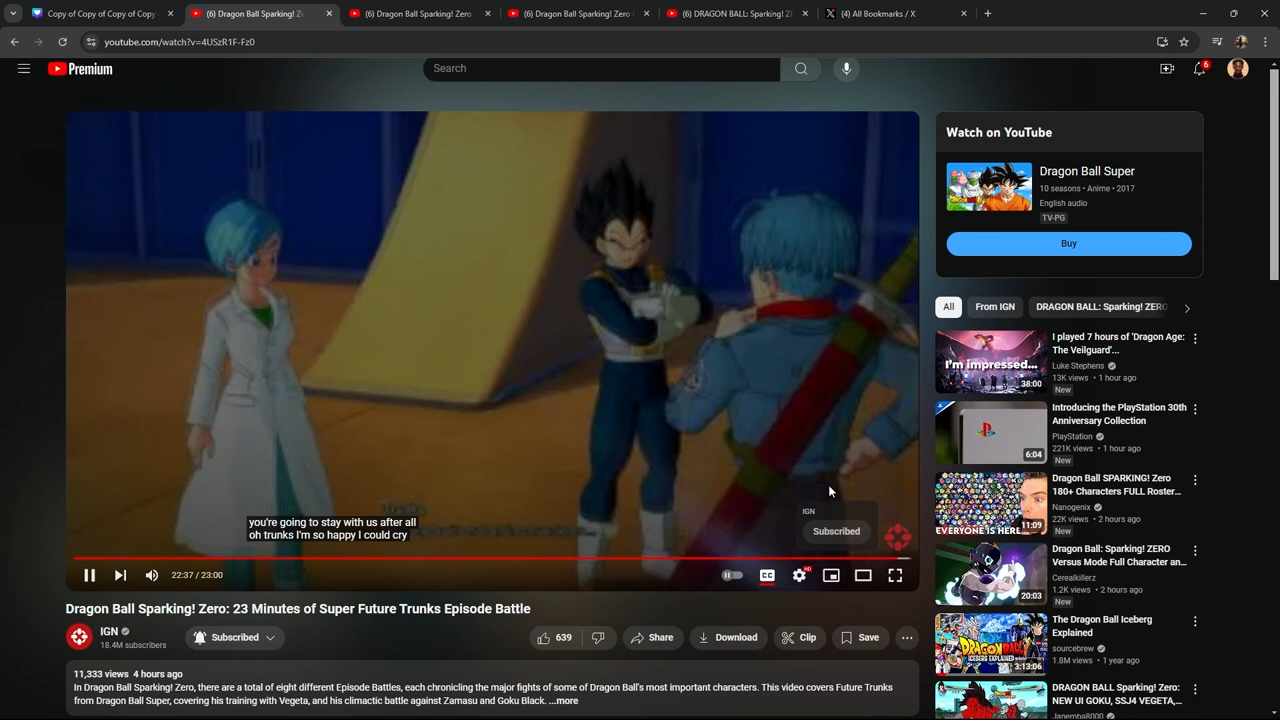 Copy of Copy of Copy of Copy
(6) Dragon Ball Sparking! Ze
(6) Dragon Ball Sparking! Zero
(6) Dragon Ball Sparking! Zero
(6) DRAGON BALL: Sparking! ZE
(4) All Bookmarks / X
youtube.com/watch?v=4USzR1F-Fz0
Premium
Search
6
Watch on YouTube
Dragon Ball Super
10 seasons • Anime • 2017
English audio
TV-PG
Buy
All
From IGN
DRAGON BALL: Sparking! ZERO
I played 7 hours of 'Dragon Age:
The Veilguard'...
Luke Stephens
13K views • 1 hour ago
New
I'm impressed...
38:00
Introducing the PlayStation 30th
Anniversary Collection
PlayStation
221K views • 1 hour ago
New
6:04
Dragon Ball SPARKING! Zero
180+ Characters FULL Roster...
Nanogenix
22K views • 2 hours ago
EVERYONE IS HERE
11:09
Dragon Ball: Sparking! ZERO
Versus Mode Full Character an...
Cerealkillerz
1.2K views • 2 hours ago
New
20:03
The Dragon Ball Iceberg
Explained
sourcebrew
1.8M views • 1 year ago
DRAGON BALL
ICEBERG EXPLAINED
3:13:06
DRAGON BALL Sparking! Zero:
NEW UI GOKU, SSJ4 VEGETA,...
Janemba8000
you're going to stay with us after all
oh trunks I'm so happy I could cry
IGN
Subscribed
22:37 / 23:00
CC
HD
Dragon Ball Sparking! Zero: 23 Minutes of Super Future Trunks Episode Battle
IGN
18.4M subscribers
Subscribed
639
Share
Download
Clip
Save
11,333 views 4 hours ago
In Dragon Ball Sparking! Zero, there are a total of eight different Episode Battles, each chronicling the major fights of some of Dragon Ball's most important characters. This video covers Future Trunks
from Dragon Ball Super, covering his training with Vegeta, and his climactic battle against Zamasu and Goku Black. ...more